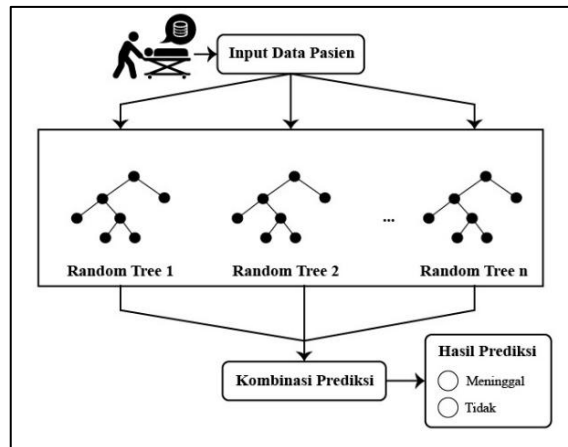 Input Data Pasien
...
Random Tree 1
Random Tree 2
Random Tree n
Kombinasi Prediksi
Hasil Prediksi
Meninggal
Tidak